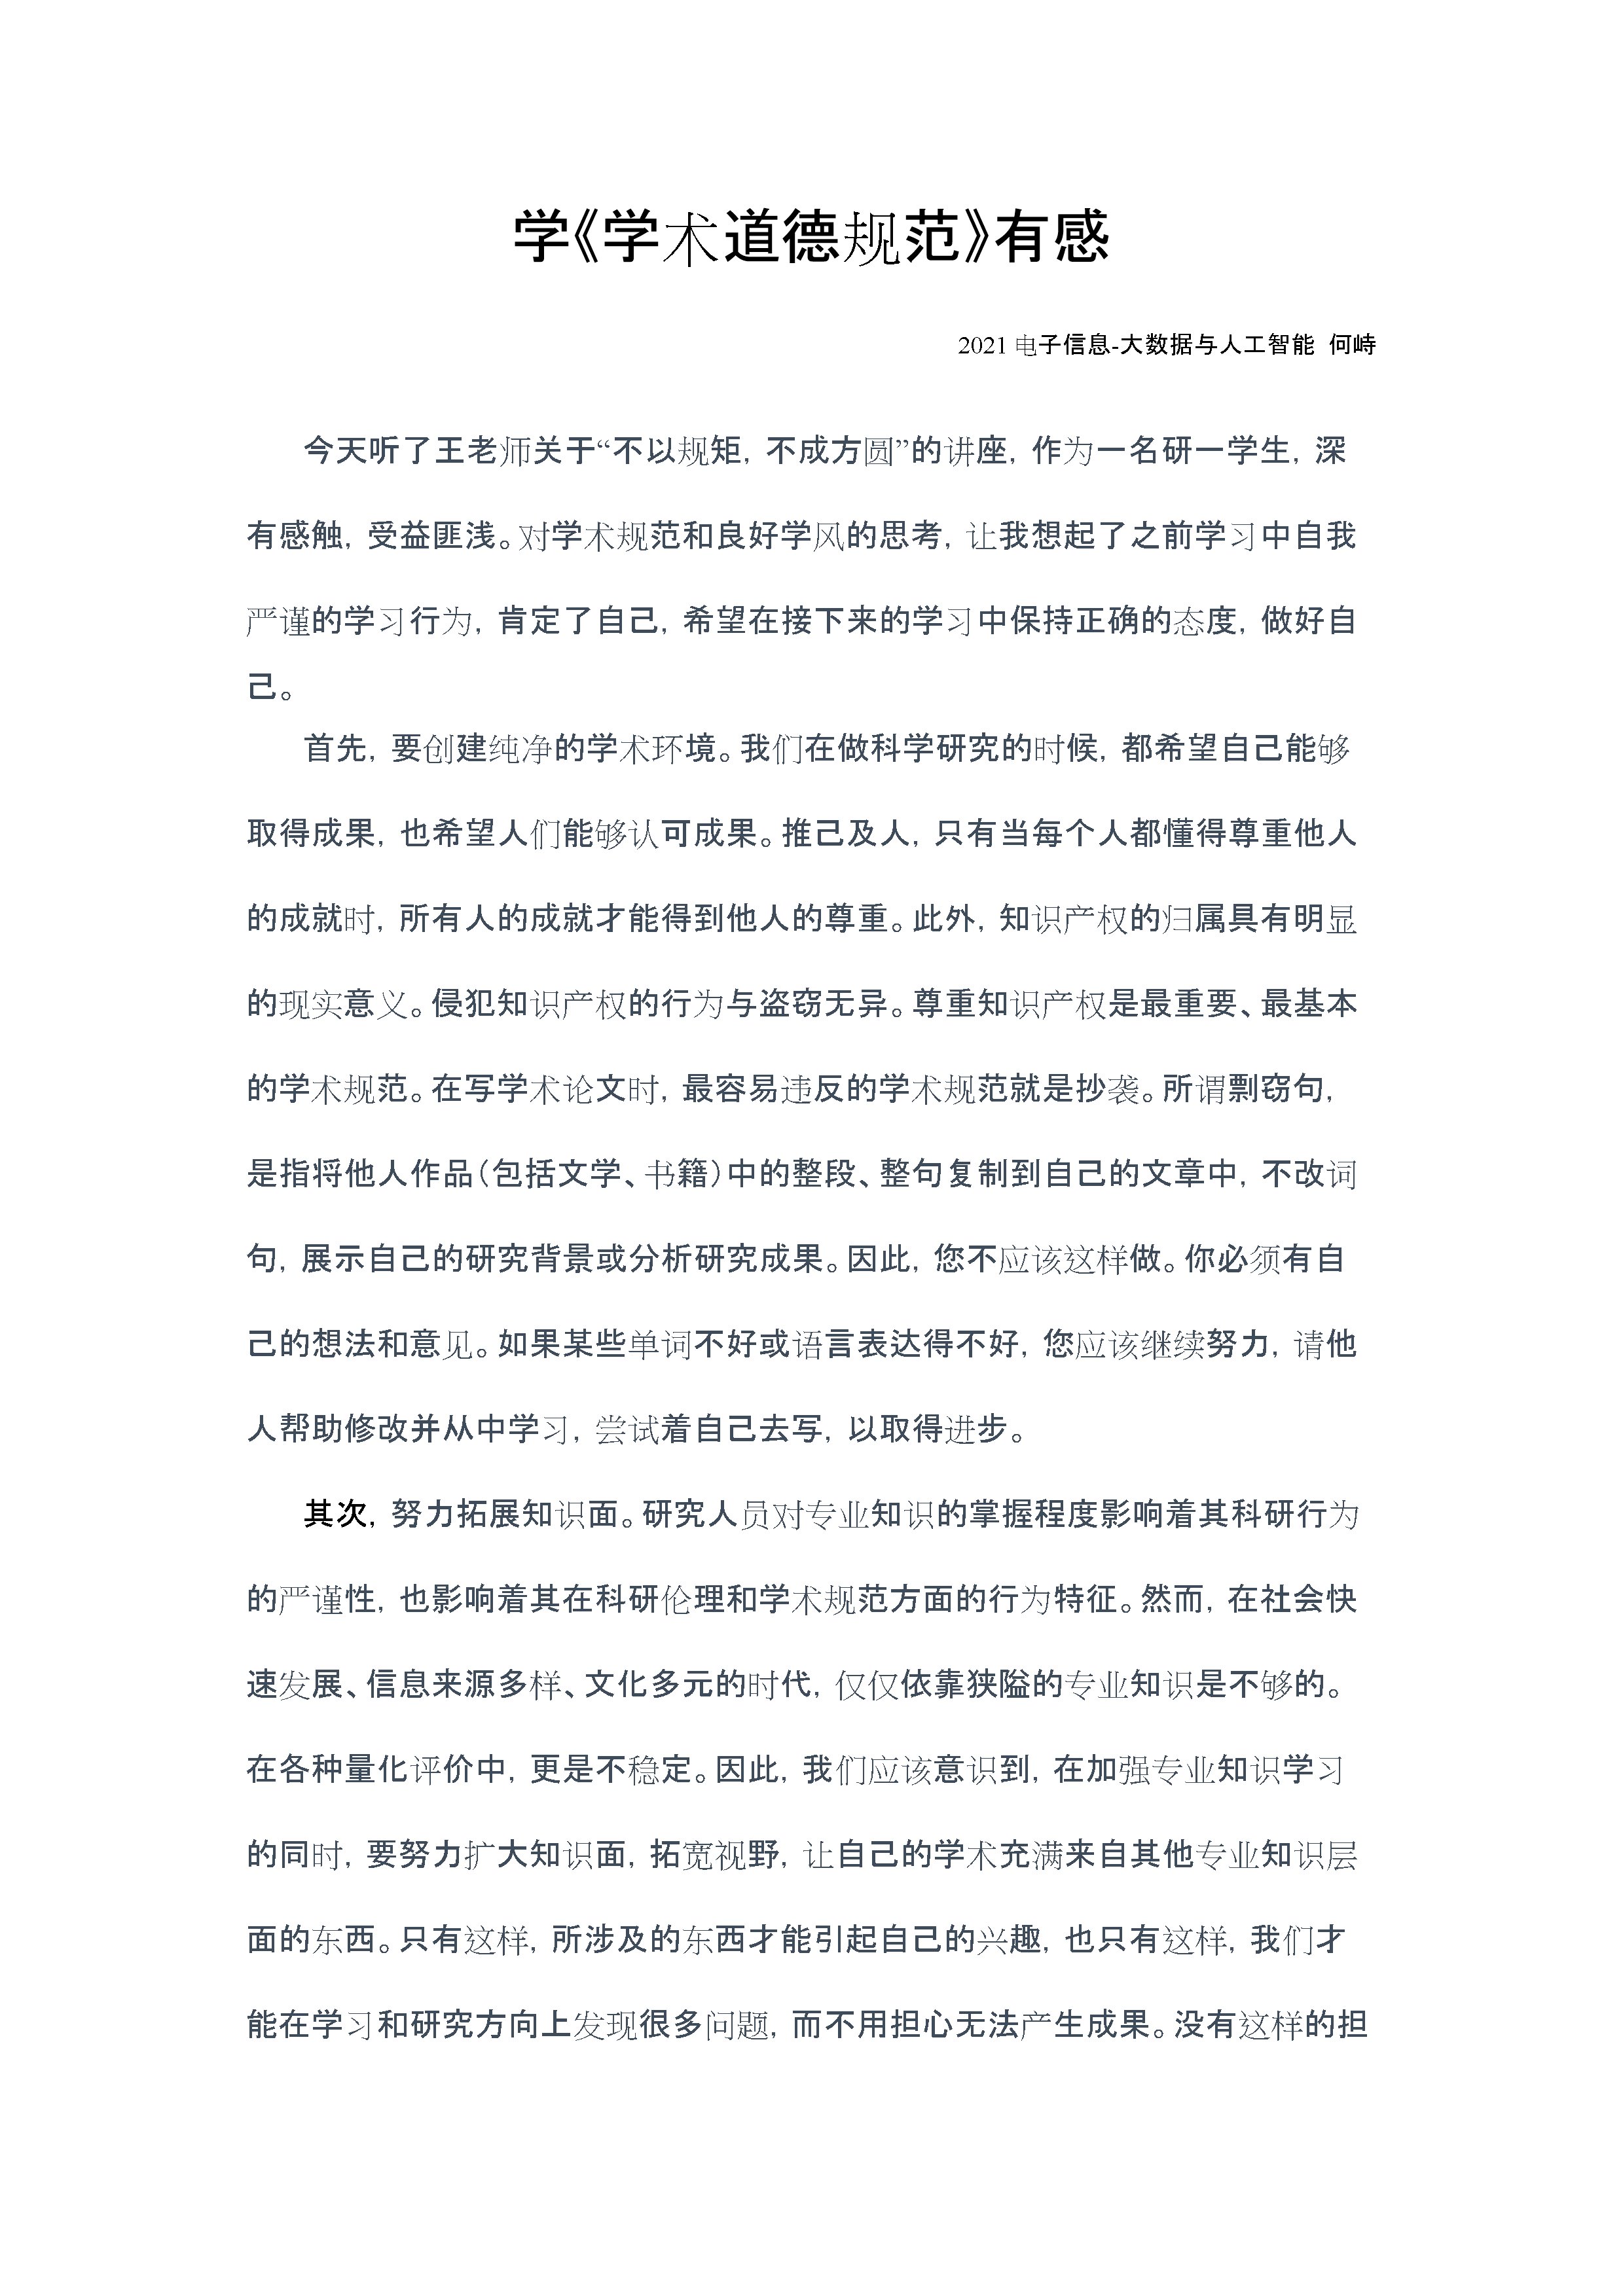 学《学术道德规范》有感
2021 电子信息-大数据与人工智能 何峙
今天听了王老师关于“不以规矩，不成方圆”的讲座，作为一名研一学生，深
有感触，受益匪浅。对学术规范和良好学风的思考，让我想起了之前学习中自我
严谨的学习行为，肯定了自己，希望在接下来的学习中保持正确的态度，做好自
己。
首先，要创建纯净的学术环境。我们在做科学研究的时候，都希望自己能够
取得成果，也希望人们能够认可成果。推己及人，只有当每个人都懂得尊重他人
的成就时，所有人的成就才能得到他人的尊重。此外，知识产权的归属具有明显
的现实意义。侵犯知识产权的行为与盗窃无异。尊重知识产权是最重要、最基本
的学术规范。在写学术论文时，最容易违反的学术规范就是抄袭。所谓剽窃句，
是指将他人作品（包括文学、书籍）中的整段、整句复制到自己的文章中，不改词
句，展示自己的研究背景或分析研究成果。因此，您不应该这样做。你必须有自
己的想法和意见。如果某些单词不好或语言表达得不好，您应该继续努力，请他
人帮助修改并从中学习，尝试着自己去写，以取得进步。
其次，努力拓展知识面。研究人员对专业知识的掌握程度影响着其科研行为
的严谨性，也影响着其在科研伦理和学术规范方面的行为特征。然而，在社会快
速发展、信息来源多样、文化多元的时代，仅仅依靠狭隘的专业知识是不够的。
在各种量化评价中，更是不稳定。因此，我们应该意识到，在加强专业知识学习
的同时，要努力扩大知识面，拓宽视野，让自己的学术充满来自其他专业知识层
面的东西。只有这样，所涉及的东西才能引起自己的兴趣，也只有这样，我们才
能在学习和研究方向上发现很多问题，而不用担心无法产生成果。没有这样的担